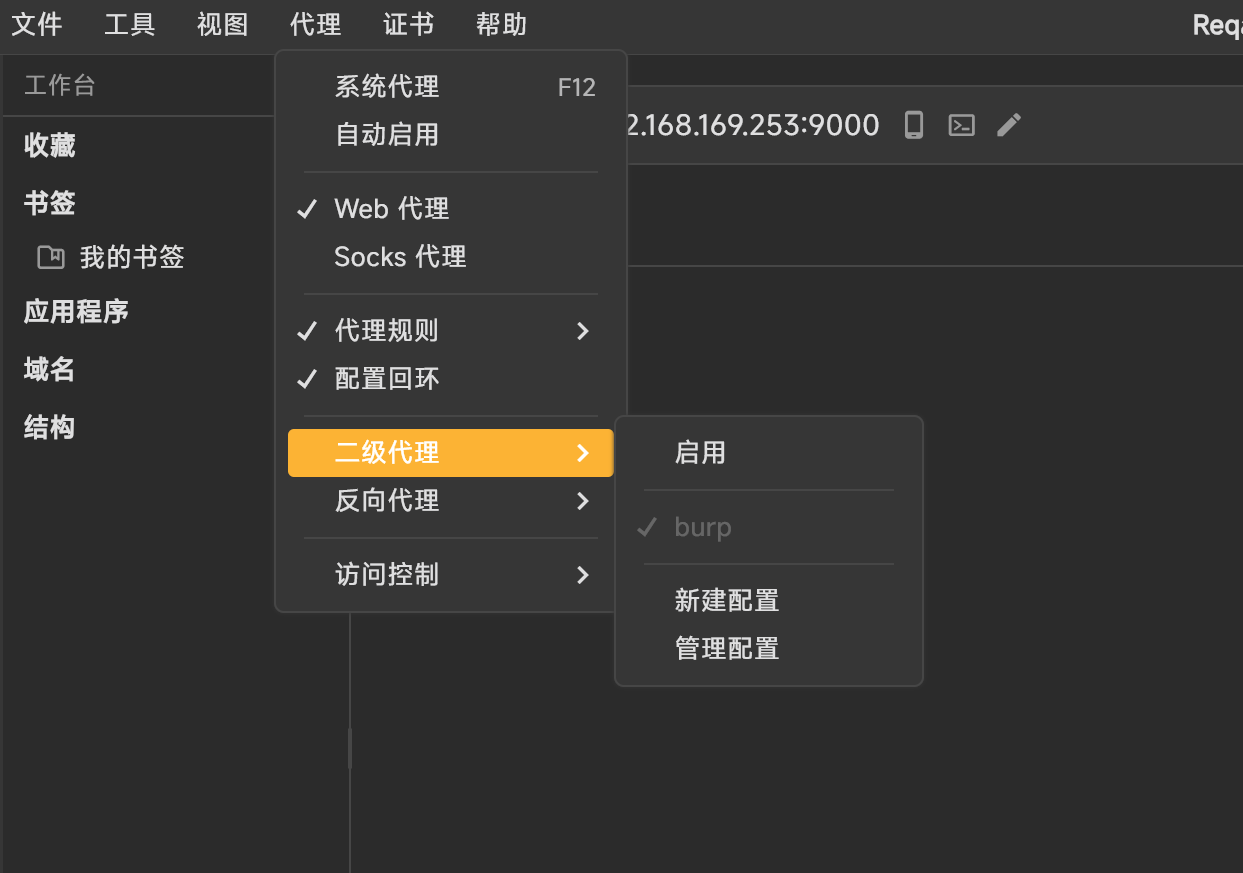 文件 工具 视图 代理 证书 帮助
工作台
收藏
书签
我的书签
应用程序
域名
结构
系统代理 F12
自动启用
Web 代理
Socks 代理
代理规则
配置回环
二级代理
反向代理
访问控制
启用
burp
新建配置
管理配置
2.168.169.253:9000